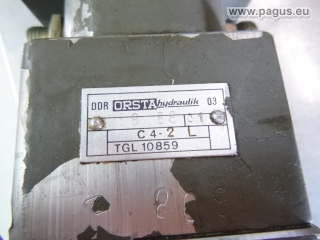 www.pagus.eu
DDR ORSTA hydraulik 03
C 4-2 L
TGL 10859